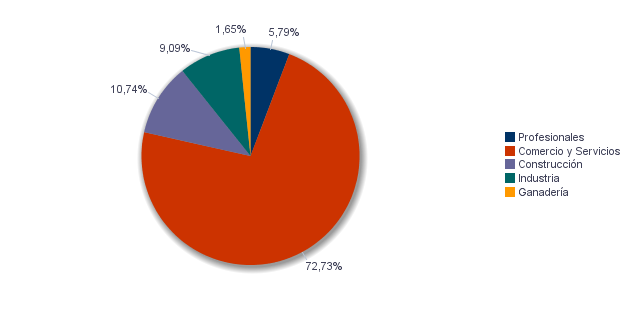 1,65%
5,79%
9,09%
10,74%
72,73%
Profesionales
Comercio y Servicios
Construcción
Industria
Ganadería